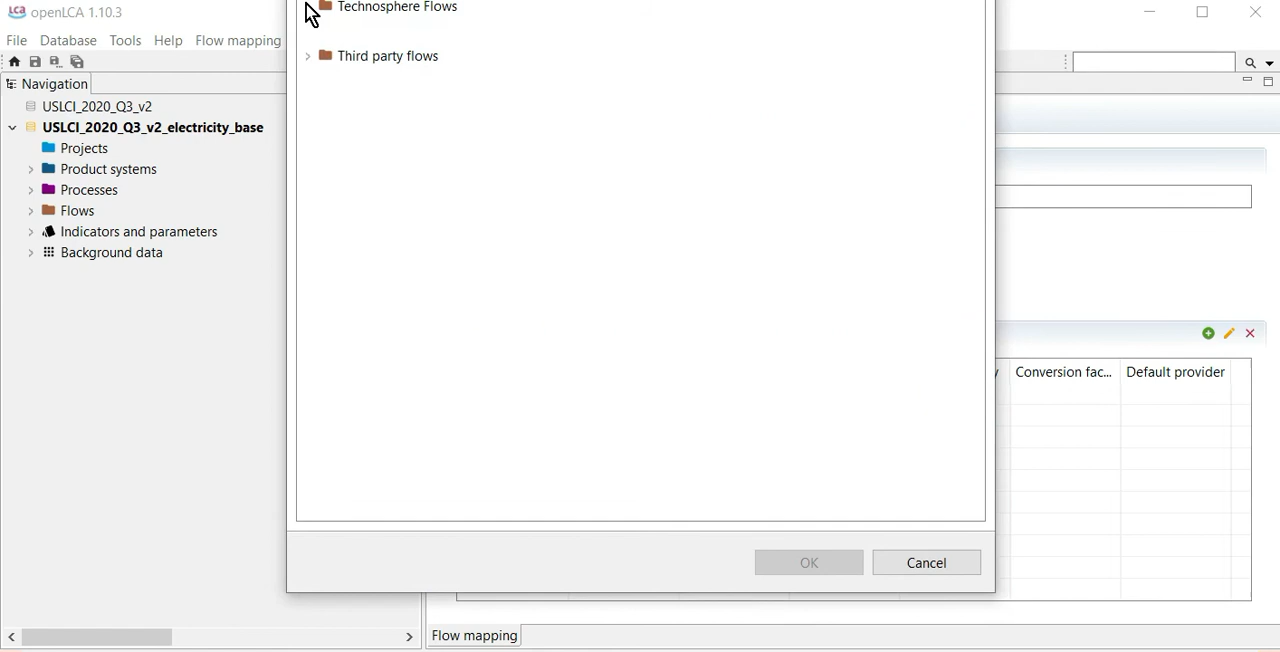 LCA openLCA 1.10.3
Technosphere Flows
File Database Tools Help Flow mapping
Third party flows
Navigation
USLCI_2020_Q3_v2
USLCI_2020_Q3_v2_electricity_base
Projects
Product systems
Processes
Flows
Indicators and parameters
Background data
Conversion fac... Default provider
OK Cancel
Flow mapping